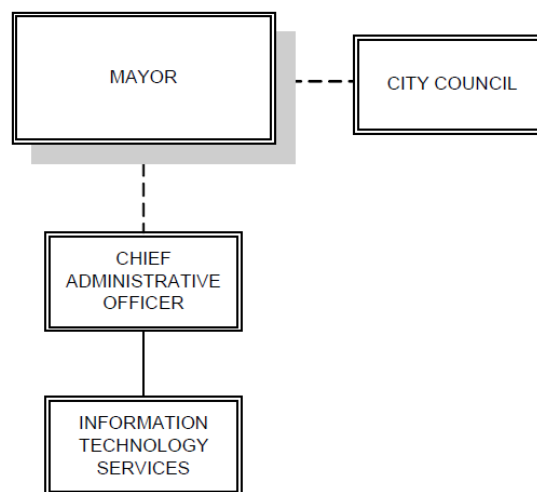 MAYOR
CITY COUNCIL
CHIEF
ADMINISTRATIVE
OFFICER
INFORMATION
TECHNOLOGY
SERVICES